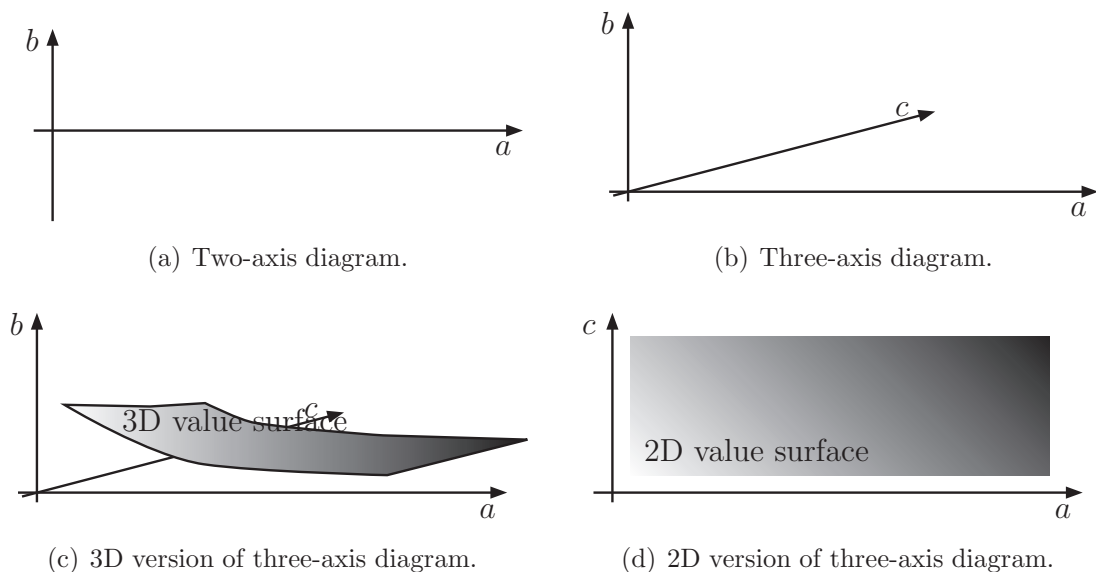 b
a
(a) Two-axis diagram.
b
c
a
(b) Three-axis diagram.
b
c
3D value surface
a
(c) 3D version of three-axis diagram.
c
2D value surface
a
(d) 2D version of three-axis diagram.